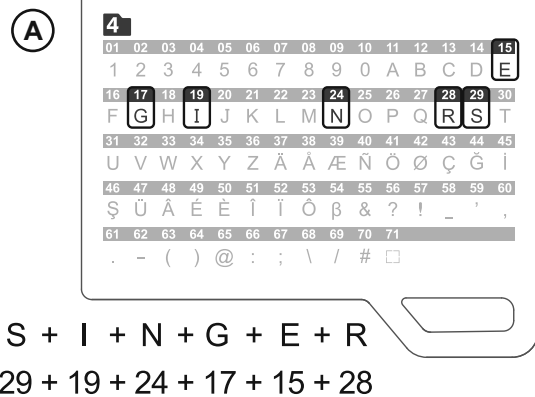 A
4
01 02 03 04 05 06 07 08 09 10 11 12 13 14 15
1 2 3 4 5 6 7 8 9 0 A B C D E
16 17 18 19 20 21 22 23 24 25 26 27 28 29 30
F G H I J K L M N O P Q R S T
31 32 33 34 35 36 37 38 39 40 41 42 43 44 45
U V W X Y Z Ä Å Æ Ñ Ö Ø Ç Ğ İ
46 47 48 49 50 51 52 53 54 55 56 57 58 59 60
Ş Ü Â É È Î Ï Ô β & ? ! _ ’ ,
61 62 63 64 65 66 67 68 69 70 71
. - ( ) @ : ; \ / # ⬚
S + I + N + G + E + R
29 + 19 + 24 + 17 + 15 + 28